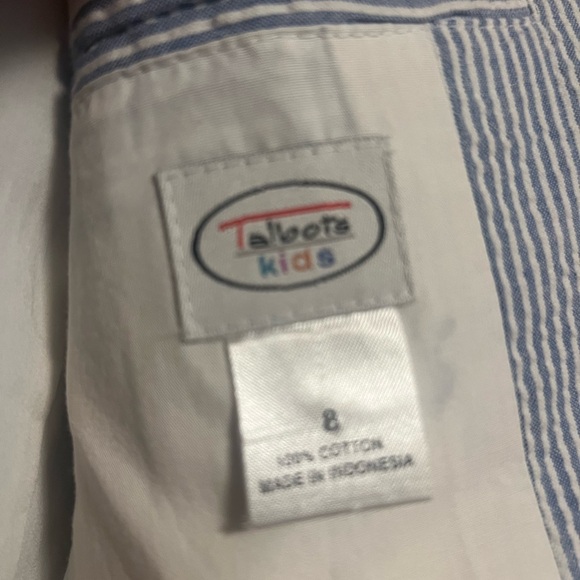 Talbots
kids
8
100% COTTON
MADE IN INDONESIA